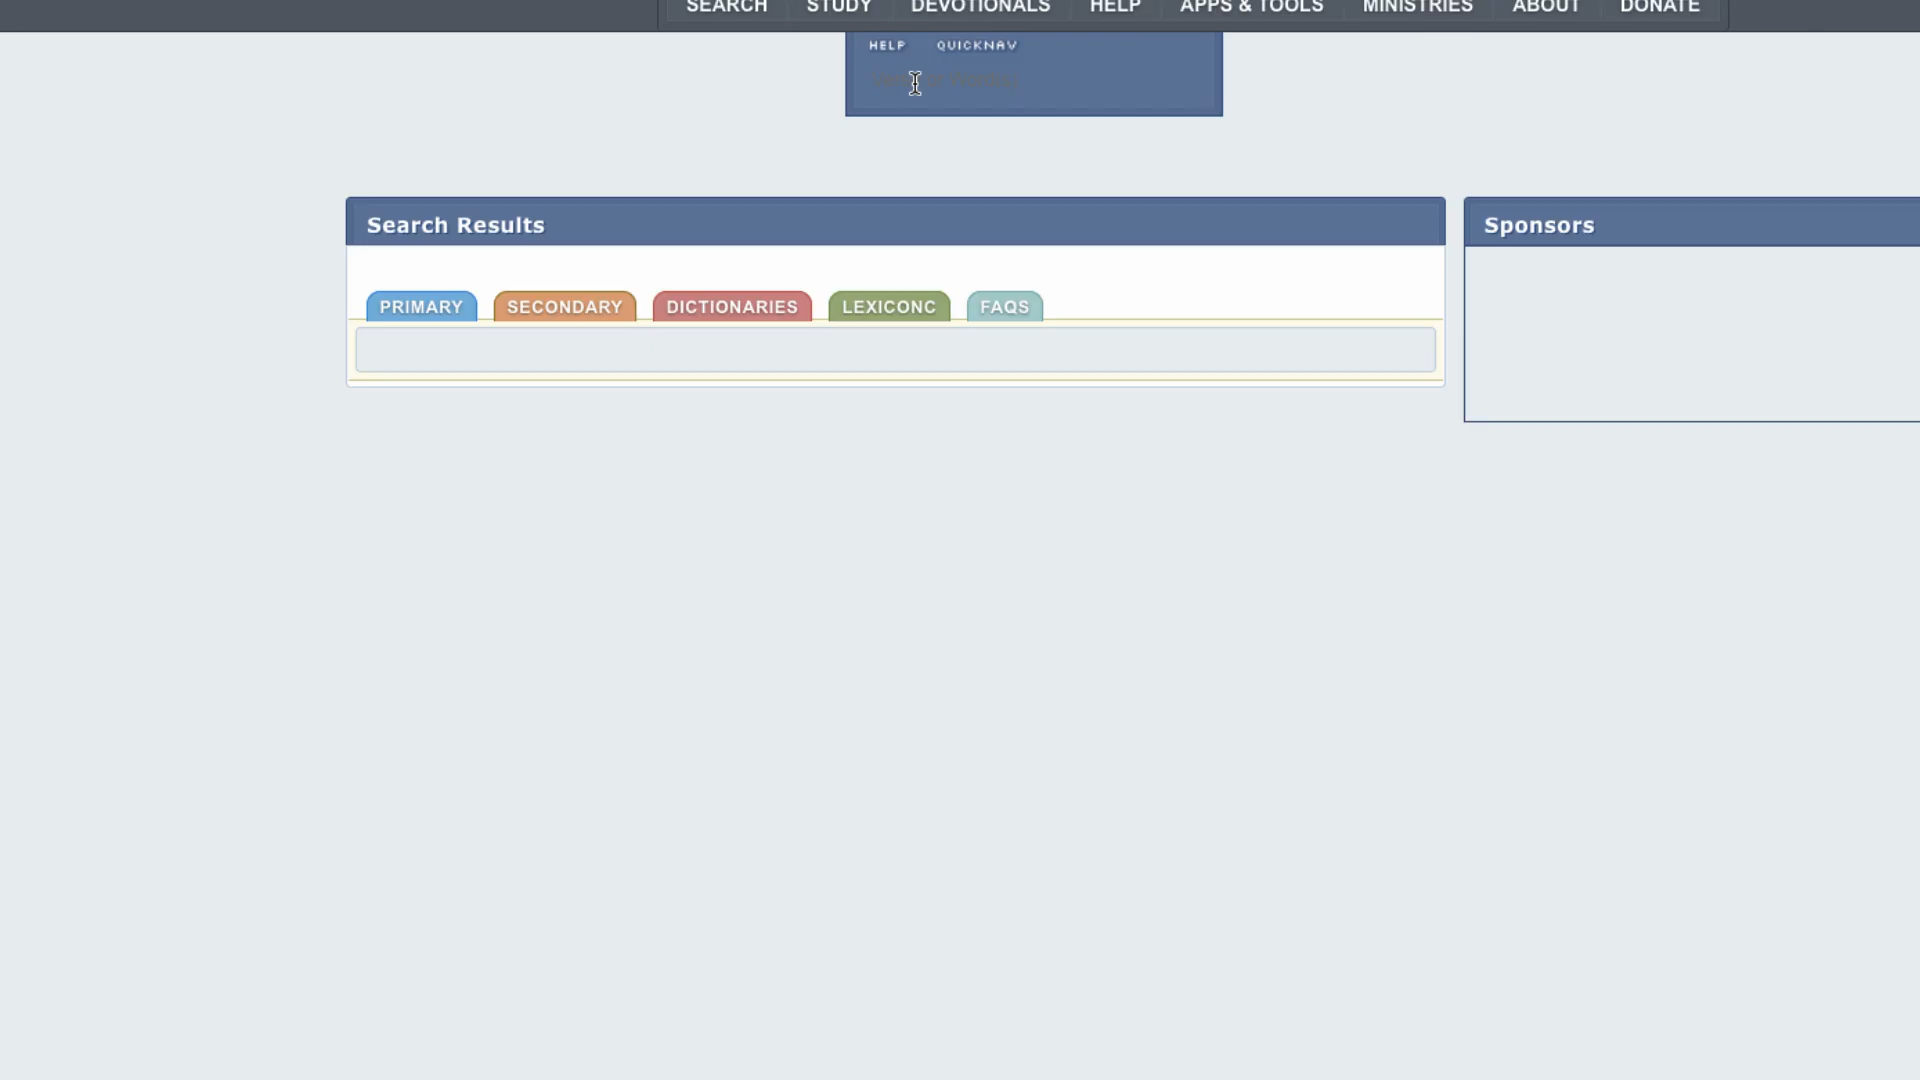 SEARCH STUDY DEVOTIONALS HELP APPS & TOOLS MINISTRIES ABOUT DONATE
HELP QUICKNAV
Search Results
Sponsors
PRIMARY SECONDARY DICTIONARIES LEXICONC FAQS